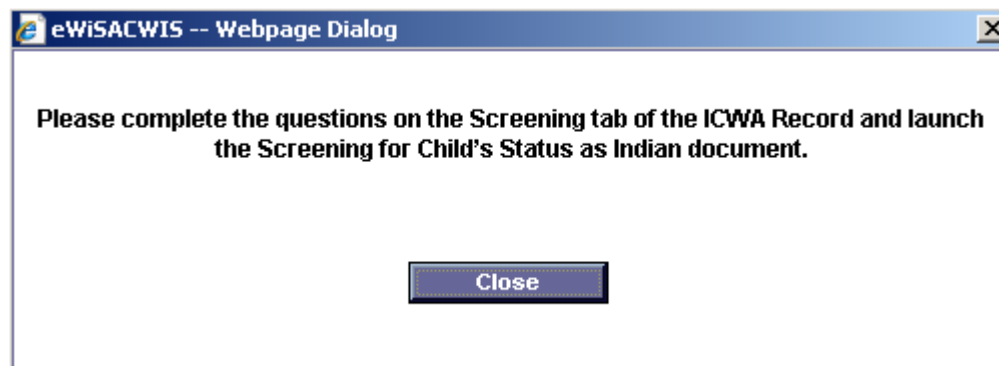 eWiSACWIS -- Webpage Dialog
Please complete the questions on the Screening tab of the ICWA Record and launch
the Screening for Child's Status as Indian document.
Close